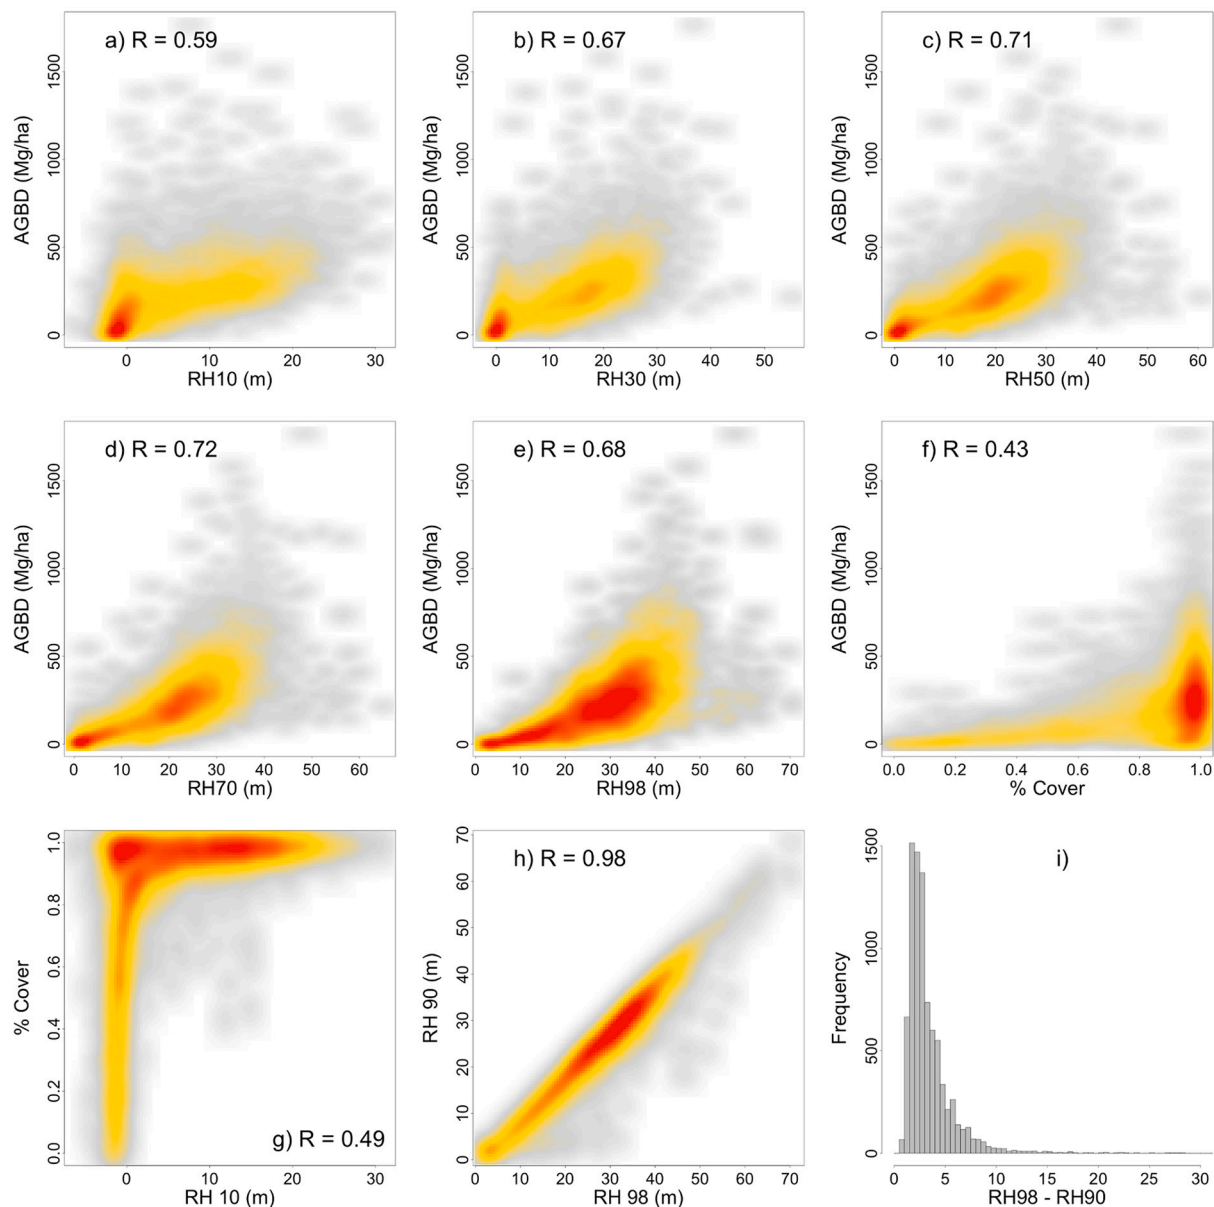 a) R = 0.59
AGBD (Mg/ha)
0 500 1000 1500
0 10 20 30
RH10 (m)
b) R = 0.67
AGBD (Mg/ha)
0 500 1000 1500
0 10 20 30 40 50
RH30 (m)
c) R = 0.71
AGBD (Mg/ha)
0 500 1000 1500
0 10 20 30 40 50 60
RH50 (m)
d) R = 0.72
AGBD (Mg/ha)
0 500 1000 1500
0 10 20 30 40 50 60
RH70 (m)
e) R = 0.68
AGBD (Mg/ha)
0 500 1000 1500
0 10 20 30 40 50 60 70
RH98 (m)
f) R = 0.43
AGBD (Mg/ha)
0 500 1000 1500
0.0 0.2 0.4 0.6 0.8 1.0
% Cover
g) R = 0.49
% Cover
0.0 0.2 0.4 0.6 0.8 1.0
0 10 20 30
RH 10 (m)
h) R = 0.98
RH 90 (m)
0 10 20 30 40 50 60 70
0 10 20 30 40 50 60 70
RH 98 (m)
i)
Frequency
0 500 1000 1500
0 5 10 15 20 25 30
RH98 - RH90